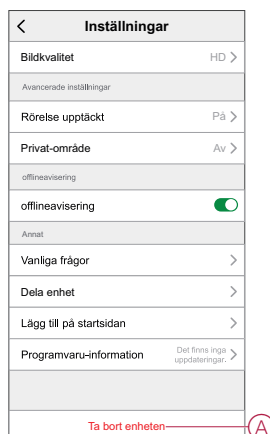 Inställningar
Bildkvalitet HD
Avancerade inställningar
Rörelse upptäckt På
Privat-område Av
offlineavisering
offlineavisering
Annat
Vanliga frågor
Dela enhet
Lägg till på startsidan
Programvaru-information Det finns inga
uppdateringar.
Ta bort enheten
A